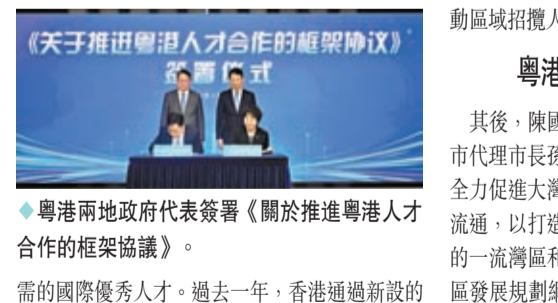 《关于推进粤港人才合作的框架协议》
签署仪式
◆粵港兩地政府代表簽署《關於推進粵港人才
合作的框架協議》。
需的國際優秀人才。過去一年，香港通過新設的
動區域招攬人
粵港
其後，陳國
市代理市長孫
全力促進大灣
流通，以打造
的一流灣區和
區發展規劃綱